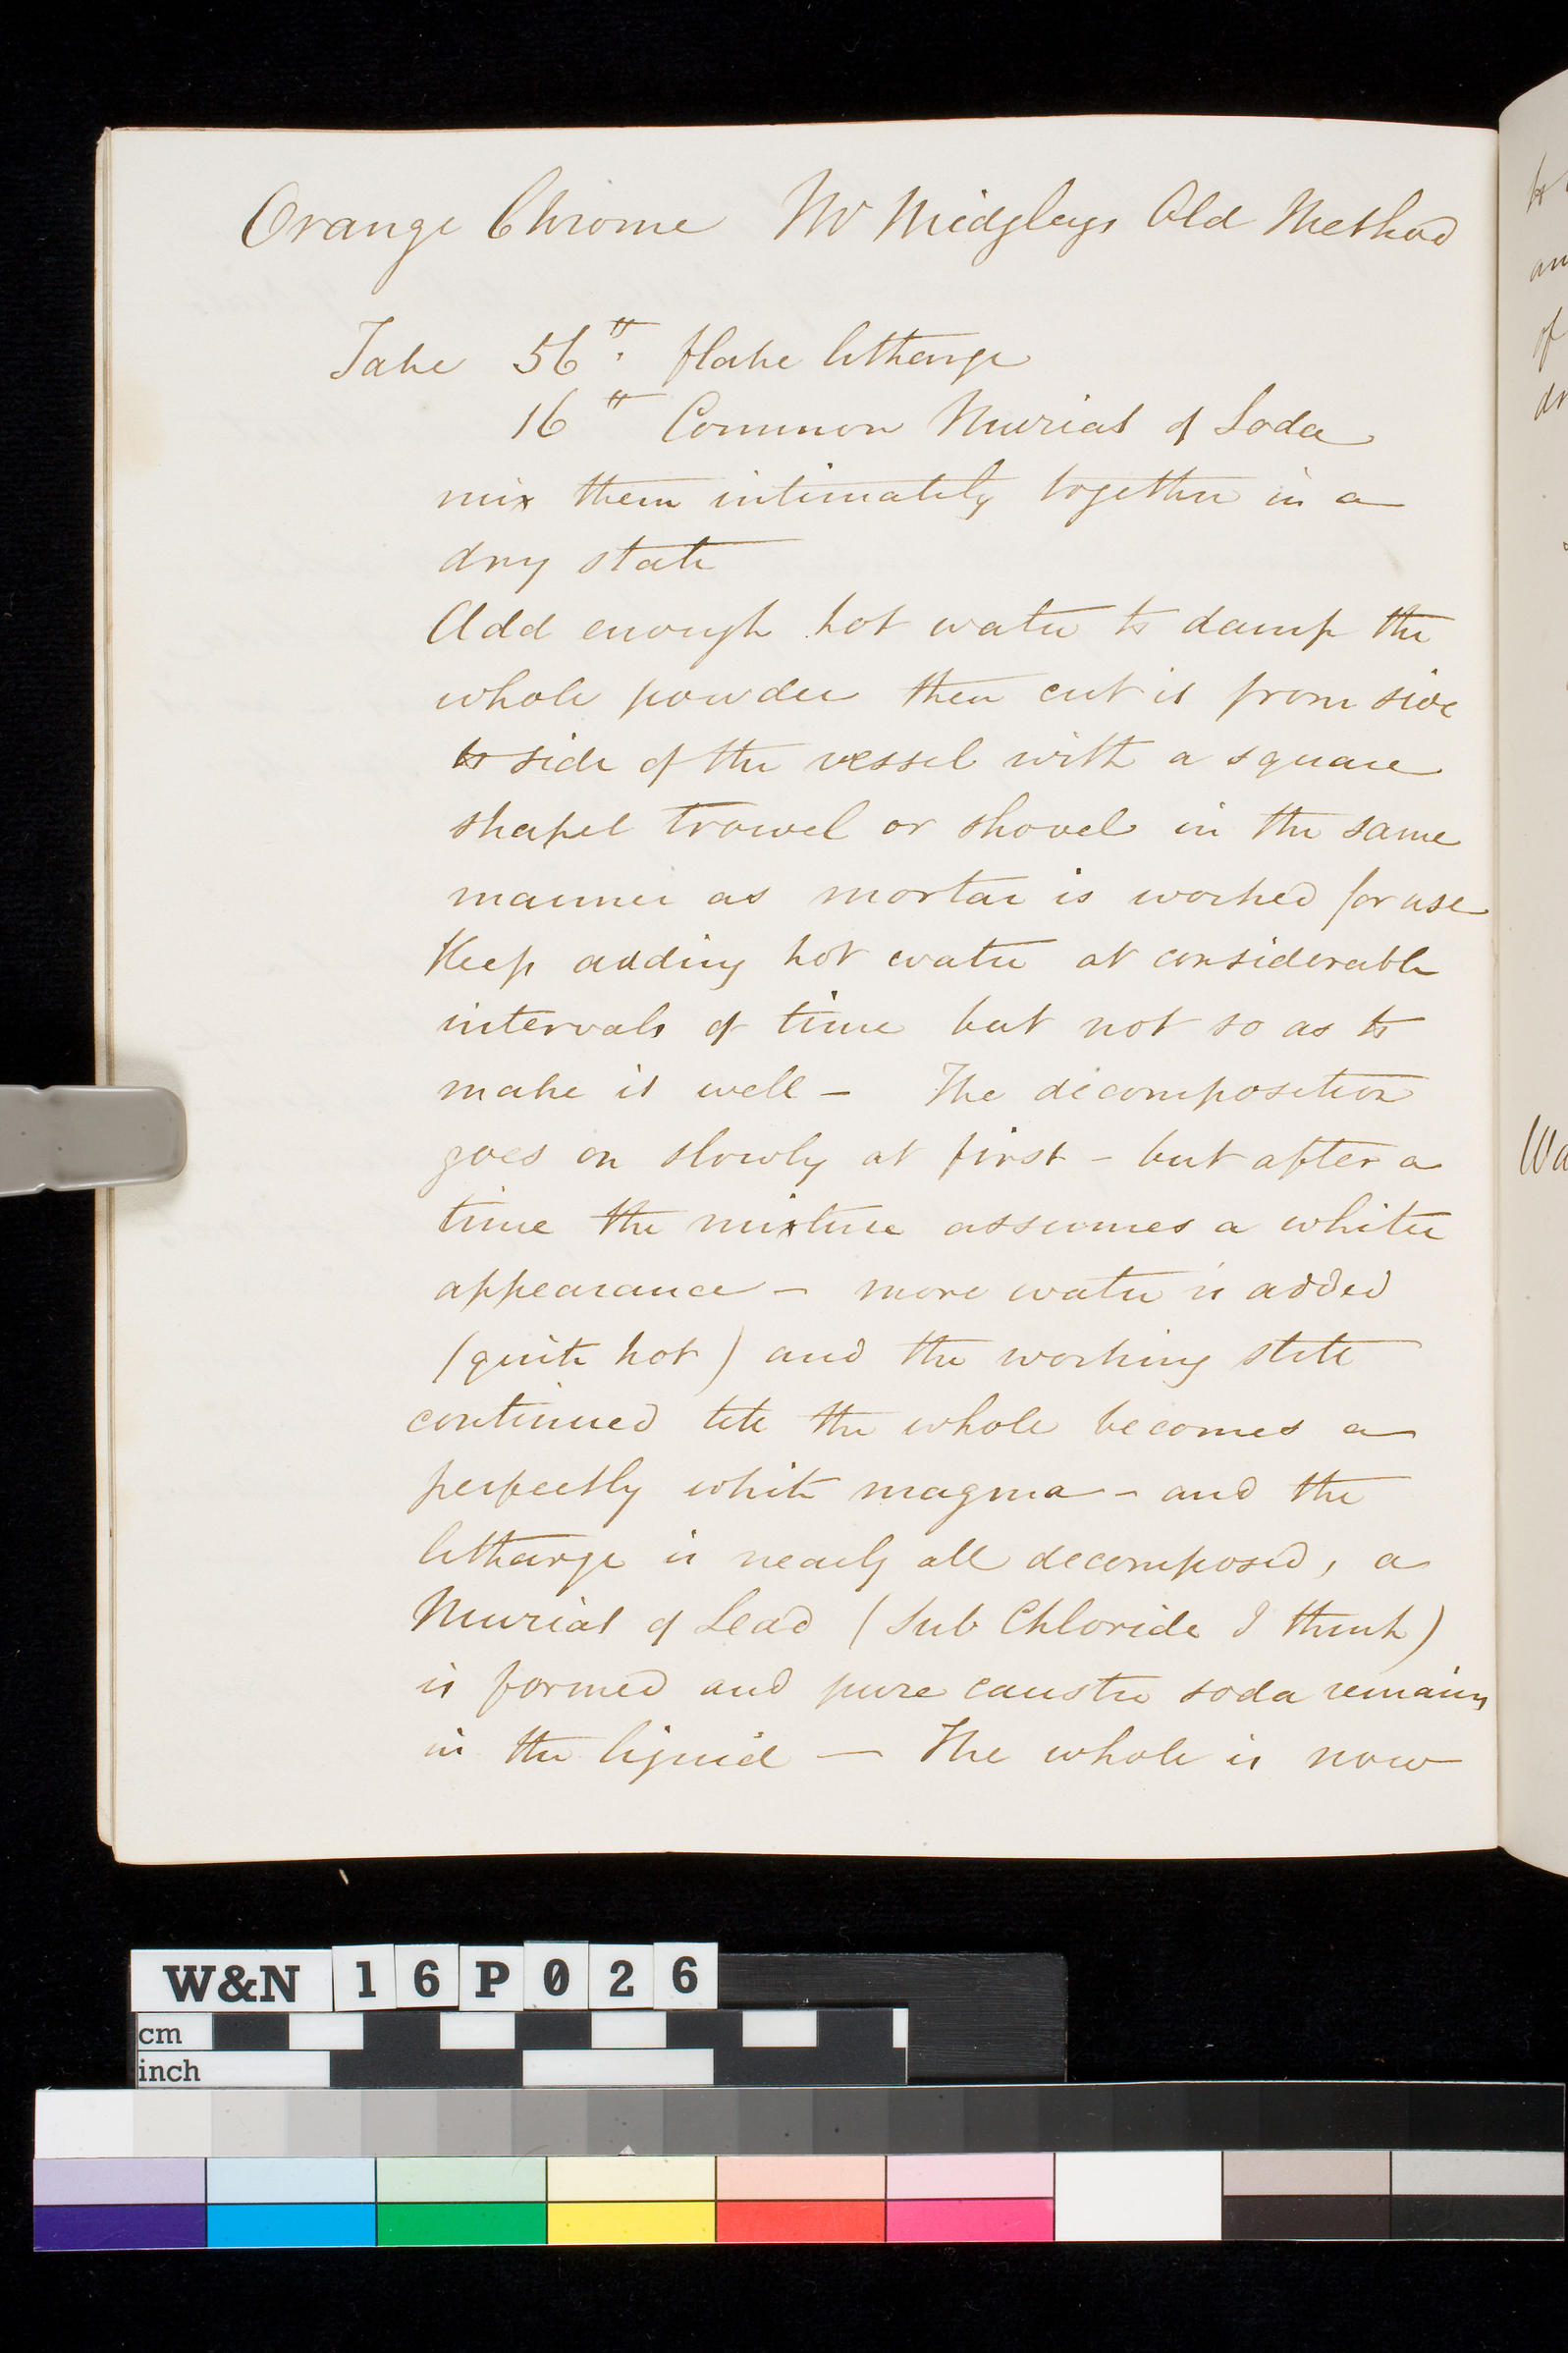 Orange Chrome Mr Midgleys Old Method
Take 56 tt. flake litharge
16 tt Common Muriat of Soda
mix them intimately together in a
dry state
Add enough hot water to damp the
whole powder then cut it from side
to side of the vessel with a square
shaped trowel or shovel in the same
manner as mortar is worked for use
Keep adding hot water at considerable
intervals of time but not so as to
make it well – The decomposition
goes on slowly at first – but after a
time the mixture assumes a whiter
appearance – more water is added
(quite hot) and the working state
continued till the whole becomes a
perfectly white magma – and the
litharge is nearly all decomposed, a
Muriat of Lead (Sub Chloride I think)
is formed and pure caustic soda remains
in the liquid — The whole is now
Wa
W&N 16P026
cm
inch